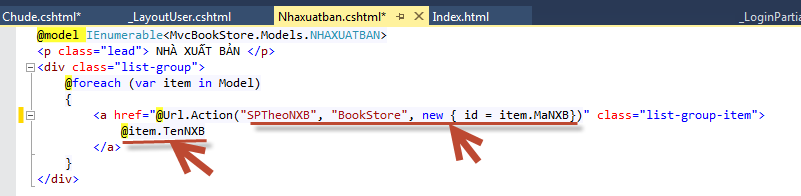 Chude.cshtml* _LayoutUser.cshtml Nhaxuatban.cshtml* Index.html _LoginPartia
@model IEnumerable<MvcBookStore.Models.NHAXUATBAN>
<p class="lead"> NHÀ XUẤT BẢN </p>
<div class="list-group">
@foreach (var item in Model)
{
<a href="@Url.Action("SPTheoNXB", "BookStore", new { id = item.MaNXB})" class="list-group-item">
@item.TenNXB
</a>
}
</div>